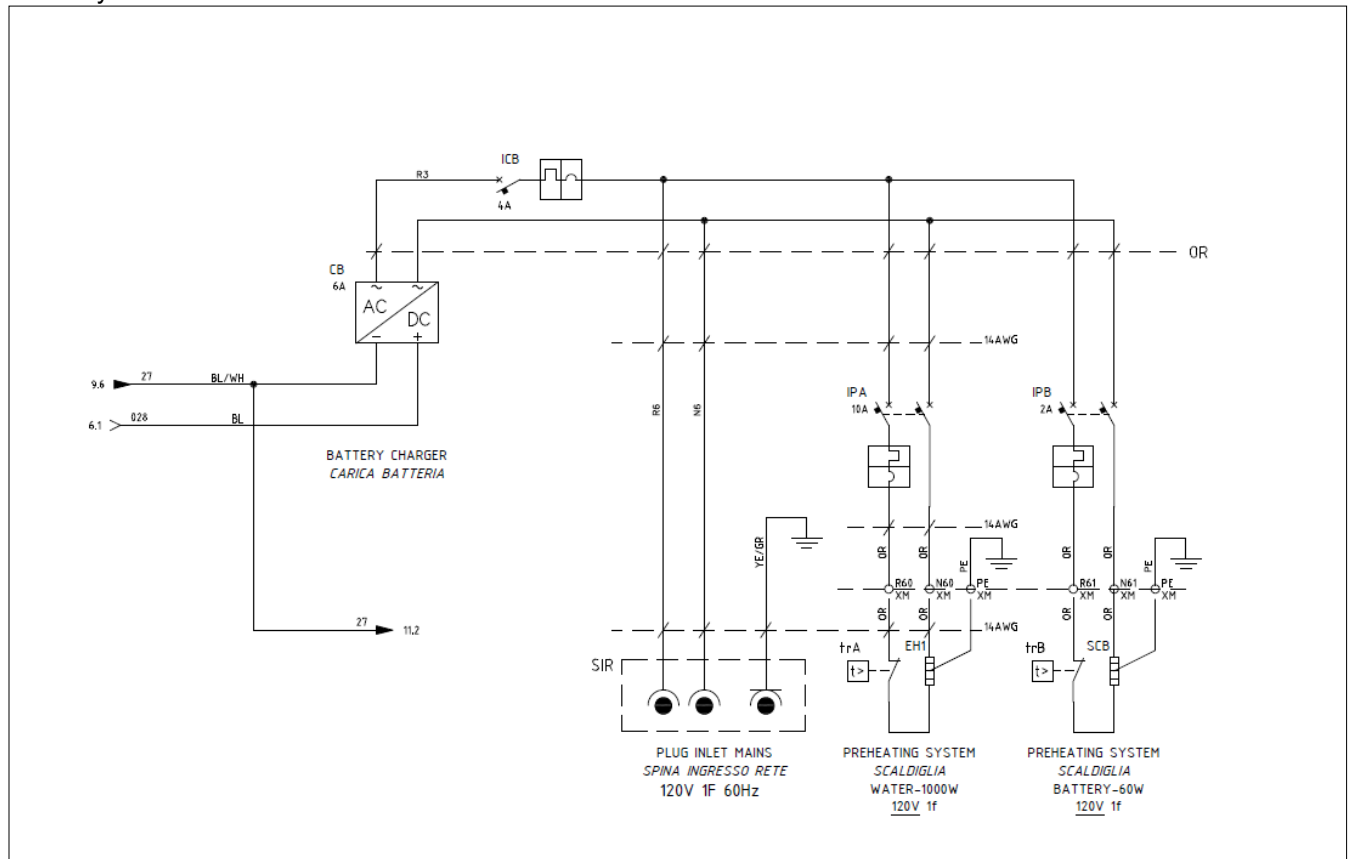 ICB
R3
4A
OR
CB
6A
~ ~
AC
DC
- +
14AWG
9.6 27 BL/WH
6.1 028 BL
IPA
10A
IPB
2A
R6
N6
BATTERY CHARGER
CARICA BATTERIA
YE/GR
14AWG
OR
OR
PE
OR
OR
PE
R60
XM
N60
XM
PE
XM
R61
XM
N61
XM
PE
XM
OR
OR
OR
OR
27 11.2
14AWG
trA
t>
EH1
trB
t>
SCB
SIR
PLUG INLET MAINS
SPINA INGRESSO RETE
120V 1F 60Hz
PREHEATING SYSTEM
SCALDIGLIA
WATER-1000W
120V 1f
PREHEATING SYSTEM
SCALDIGLIA
BATTERY-60W
120V 1f